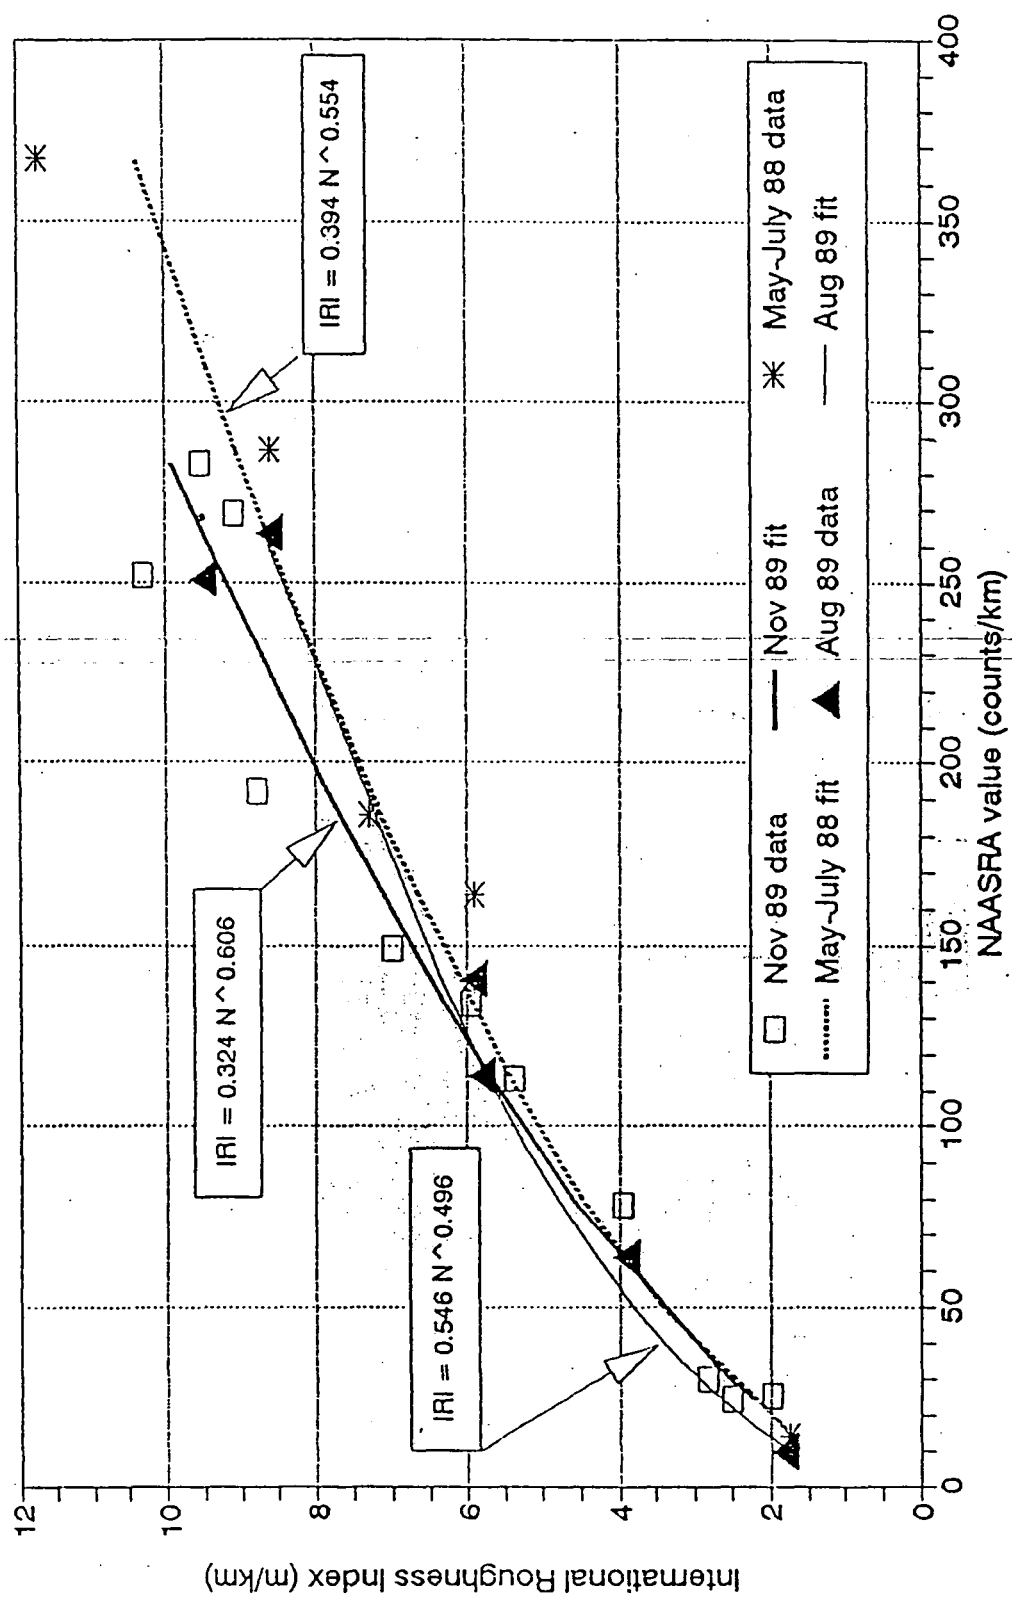 International Roughness Index (m/km)
12
10
8
6
4
2
0
IRI = 0.324 N^0.606
IRI = 0.546 N^0.496
IRI = 0.394 N^0.554
Nov 89 data
Nov 89 fit
May-July 88 data
May-July 88 fit
Aug 89 data
Aug 89 fit
0 50 100 150 200 250 300 350 400
NAASRA value (counts/km)